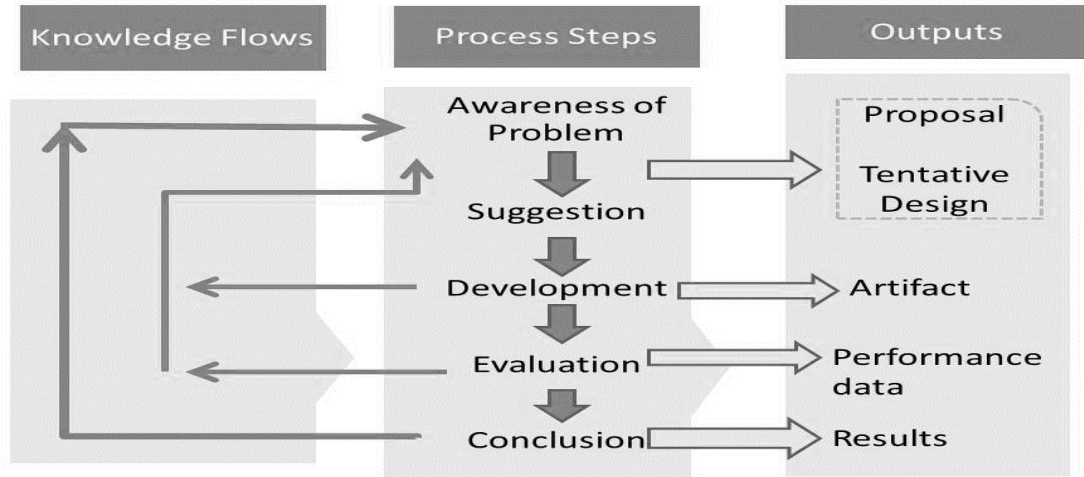 Knowledge Flows
Process Steps
Outputs
Awareness of
Problem
Suggestion
Development
Evaluation
Conclusion
Proposal
Tentative
Design
Artifact
Performance
data
Results